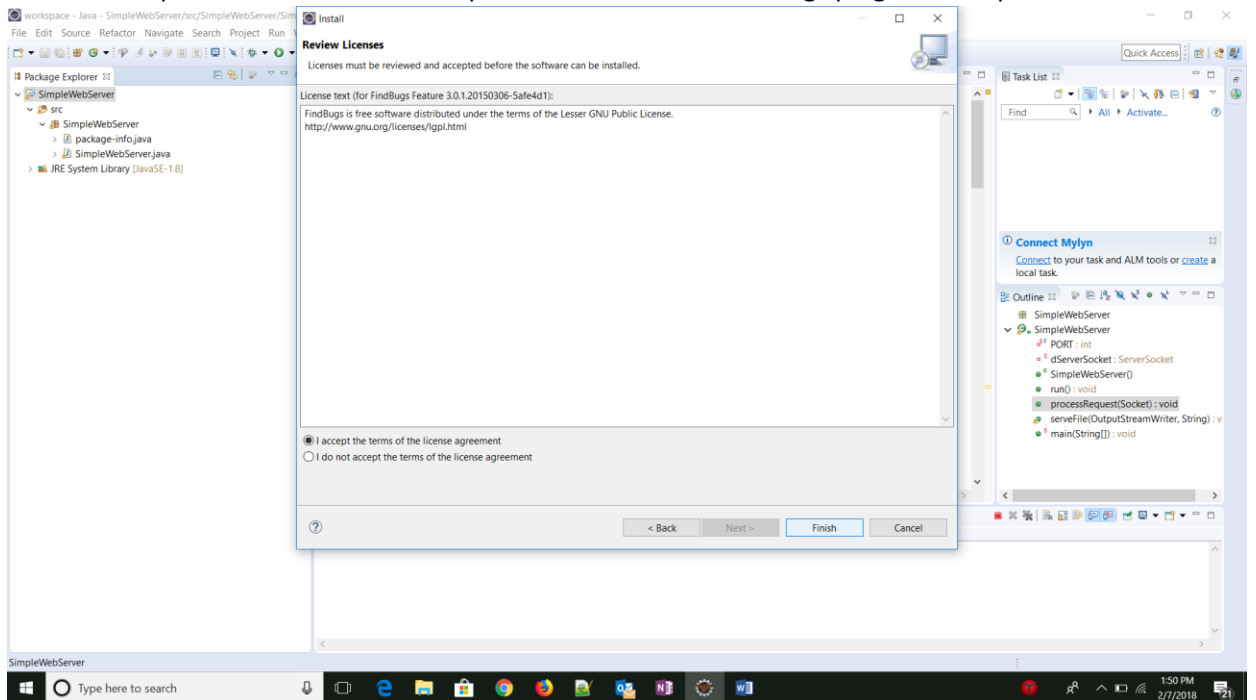 workspace - Java - SimpleWebServer/src/SimpleWebServer/Sim
File Edit Source Refactor Navigate Search Project Run
Quick Access
Package Explorer
SimpleWebServer
src
SimpleWebServer
package-info.java
SimpleWebServer.java
JRE System Library [JavaSE-1.8]
Install
Review Licenses
Licenses must be reviewed and accepted before the software can be installed.
License text (for FindBugs Feature 3.0.1.20150306-5afe4d1):
FindBugs is free software distributed under the terms of the Lesser GNU Public License.
http://www.gnu.org/licenses/lgpl.html
I accept the terms of the license agreement
I do not accept the terms of the license agreement
< Back Next > Finish Cancel
Task List
Find All Activate...
Connect Mylyn
Connect to your task and ALM tools or create a
local task.
Outline
SimpleWebServer
SimpleWebServer
PORT : int
dServerSocket : ServerSocket
SimpleWebServer()
run() : void
processRequest(Socket) : void
serveFile(OutputStreamWriter, String) : v
main(String[]) : void
SimpleWebServer
Type here to search
1:50 PM
2/7/2018
21